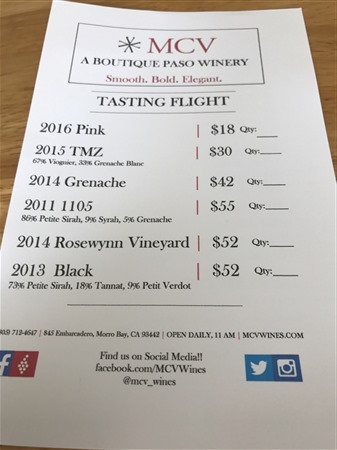 MCV
A BOUTIQUE PASO WINERY
Smooth. Bold. Elegant.
TASTING FLIGHT
2016 Pink | $18 Qty:___
2015 TMZ | $30 Qty:____
67% Viognier, 33% Grenache Blanc
2014 Grenache | $42 Qty:____
2011 1105 | $55 Qty:____
86% Petite Sirah, 9% Syrah, 5% Grenache
2014 Rosewynn Vineyard | $52 Qty:____
2013 Black | $52 Qty:____
73% Petite Sirah, 18% Tannat, 9% Petit Verdot
05) 712-4647 | 845 Embarcadero, Morro Bay, CA 93442 | OPEN DAILY, 11 AM | MCVWINES.COM
Find us on Social Media!!
facebook.com/MCVWines
@mcv_wines